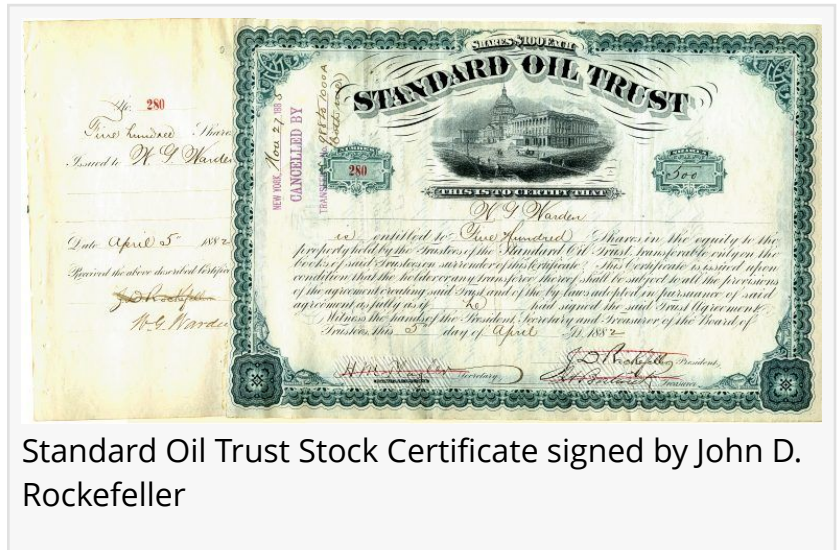 No. 280
Five hundred Shares
Issued to W. G. Warden
Date April 5 1882
Received the above described Certificate
J D Rockefeller
W. G. Warden
NEW YORK, Nov 27 188
CANCELLED BY
TRANSFER No.
SHARES $100 EACH
STANDARD OIL TRUST
NUMBER
280
SHARES
500
THIS IS TO CERTIFY THAT
W. G. Warden
is entitled to Five Hundred Shares in the equity to the
property held by the Trustees of the Standard Oil Trust, transferable only on the
books of said Trustees on surrender of this Certificate. This Certificate is issued upon
condition that the holder or any transferee thereof shall be subject to all the provisions
of the agreement creating said Trust and of the by-laws adopted in pursuance of said
agreement as fully as if he had signed the said Trust Agreement.
Witness the hands of the President, Secretary and Treasurer of the Board of
Trustees, this 5 day of April A.D. 1882
J D Rockefeller President,
Secretary
Treasurer
Standard Oil Trust Stock Certificate signed by John D.
Rockefeller